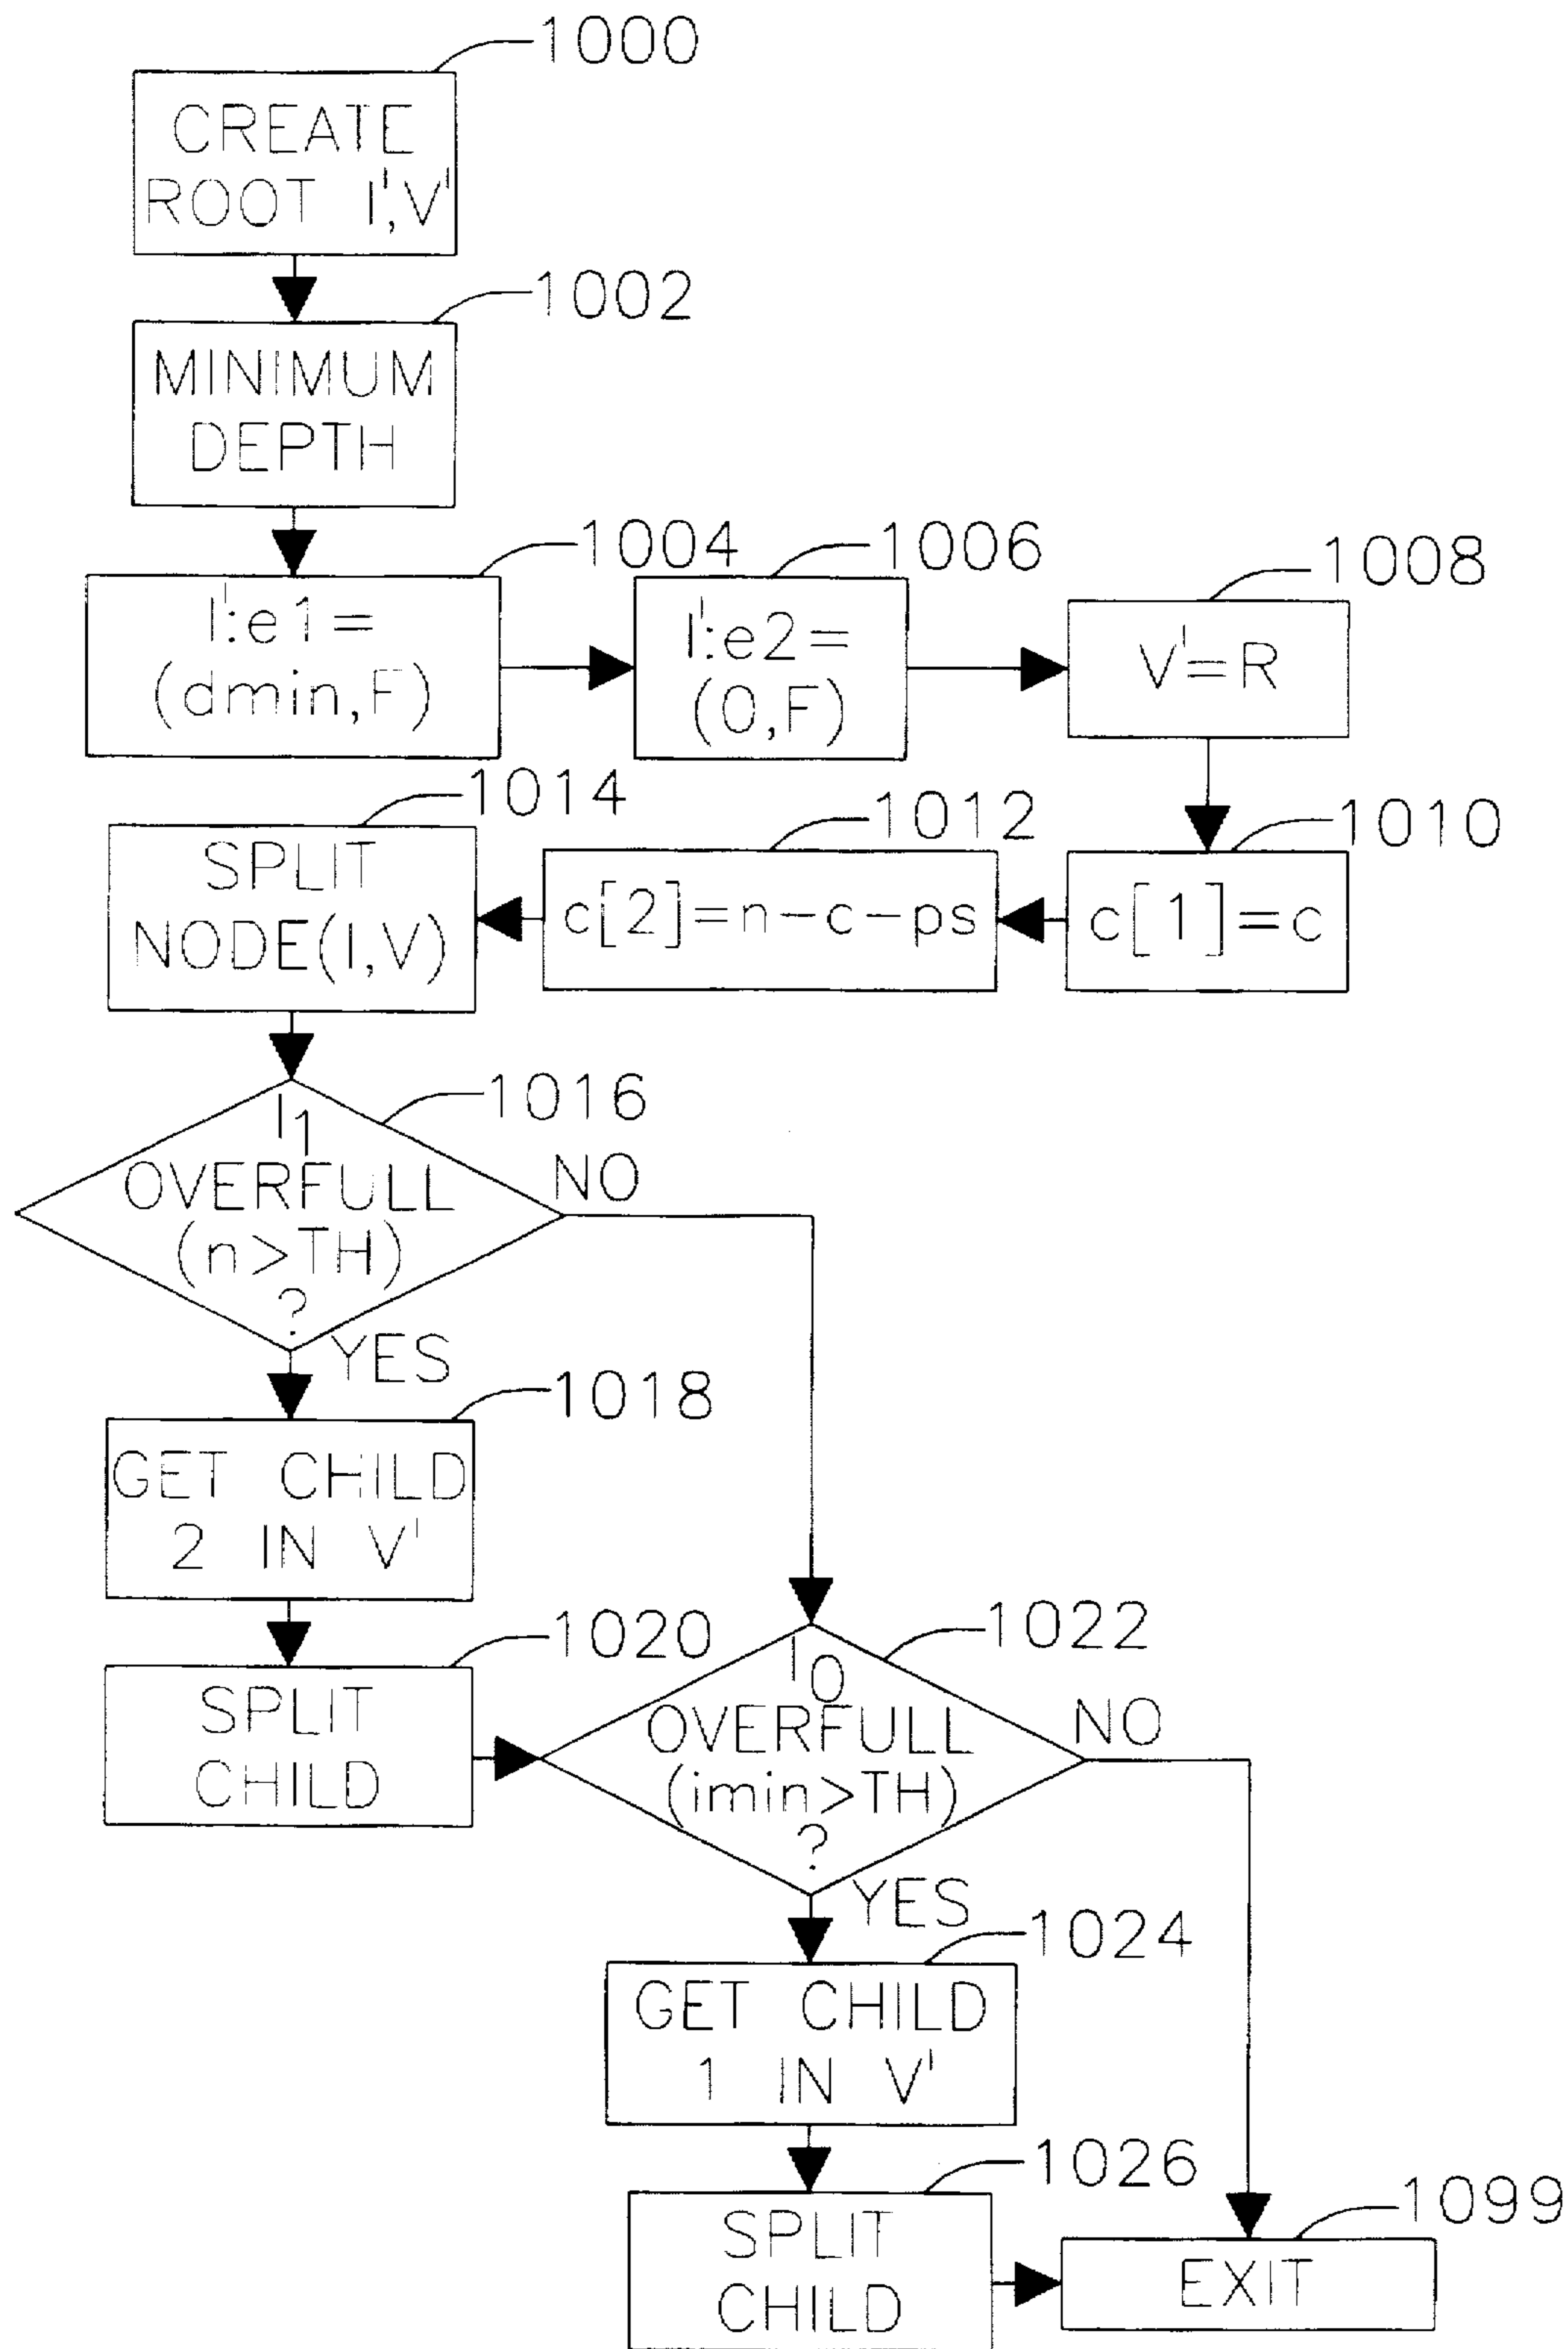 1000
CREATE
ROOT I',V'
1002
MINIMUM
DEPTH
1004
I':e1=
(dmin,F)
1006
I':e2=
(0,F)
1008
V'=R
1010
c[1]=c
1012
c[2]=n-c-ps
1014
SPLIT
NODE(I,V)
1016
I1
OVERFULL
(n>TH)
?
NO
YES
1018
GET CHILD
2 IN V'
1020
SPLIT
CHILD
1022
I0
OVERFULL
(imin>TH)
?
NO
YES
1024
GET CHILD
1 IN V'
1026
SPLIT
CHILD
1099
EXIT